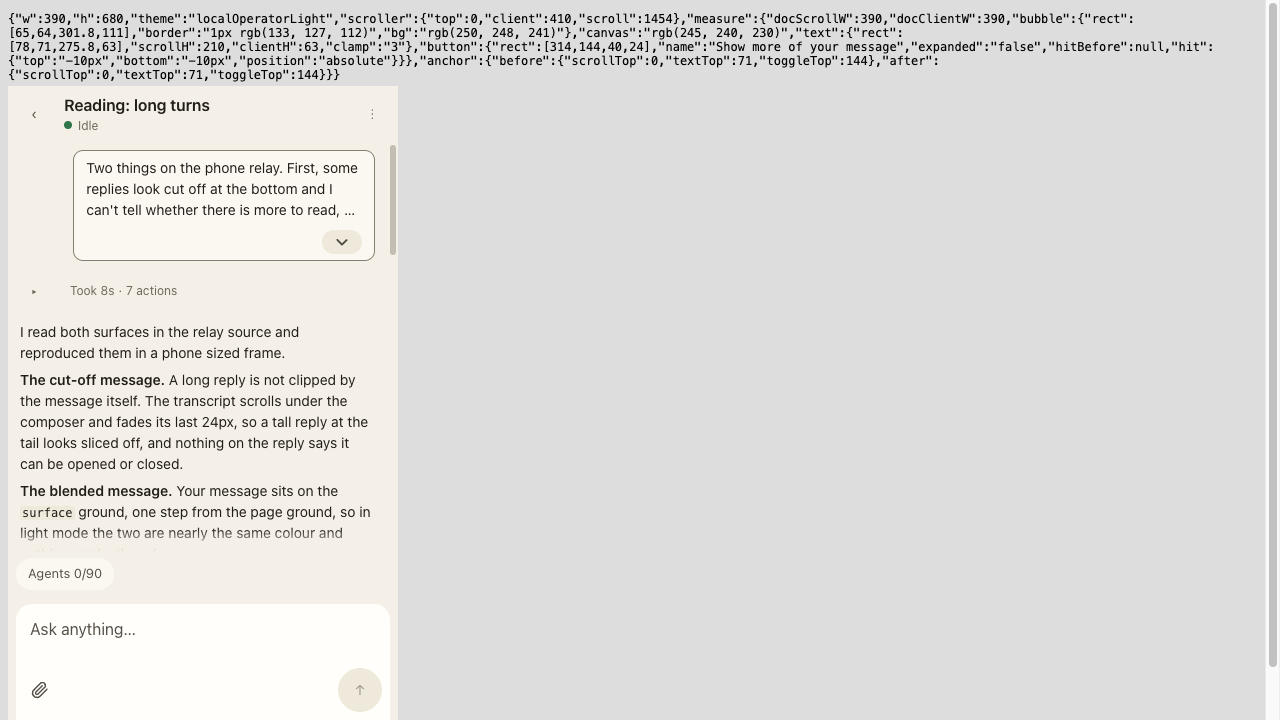 {"w":390,"h":680,"theme":"localOperatorLight","scroller":{"top":0,"client":410,"scroll":1454},"measure":{"docScrollW":390,"docClientW":390,"bubble":{"rect":
[65,64,301.8,111],"border":"1px rgb(133, 127, 112)","bg":"rgb(250, 248, 241)"},"canvas":"rgb(245, 240, 230)","text":{"rect":
[78,71,275.8,63],"scrollH":210,"clientH":63,"clamp":"3"},"button":{"rect":[314,144,40,24],"name":"Show more of your message","expanded":"false","hitBefore":null,"hit":
{"top":"−10px","bottom":"−10px","position":"absolute"}}},"anchor":{"before":{"scrollTop":0,"textTop":71,"toggleTop":144},"after":
{"scrollTop":0,"textTop":71,"toggleTop":144}}}
Reading: long turns
Idle
Two things on the phone relay. First, some
replies look cut off at the bottom and I
can't tell whether there is more to read, ...
Took 8s · 7 actions
I read both surfaces in the relay source and
reproduced them in a phone sized frame.
The cut-off message. A long reply is not clipped by
the message itself. The transcript scrolls under the
composer and fades its last 24px, so a tall reply at the
tail looks sliced off, and nothing on the reply says it
can be opened or closed.
The blended message. Your message sits on the
surface ground, one step from the page ground, so in
light mode the two are nearly the same colour and
Agents 0/90
Ask anything...